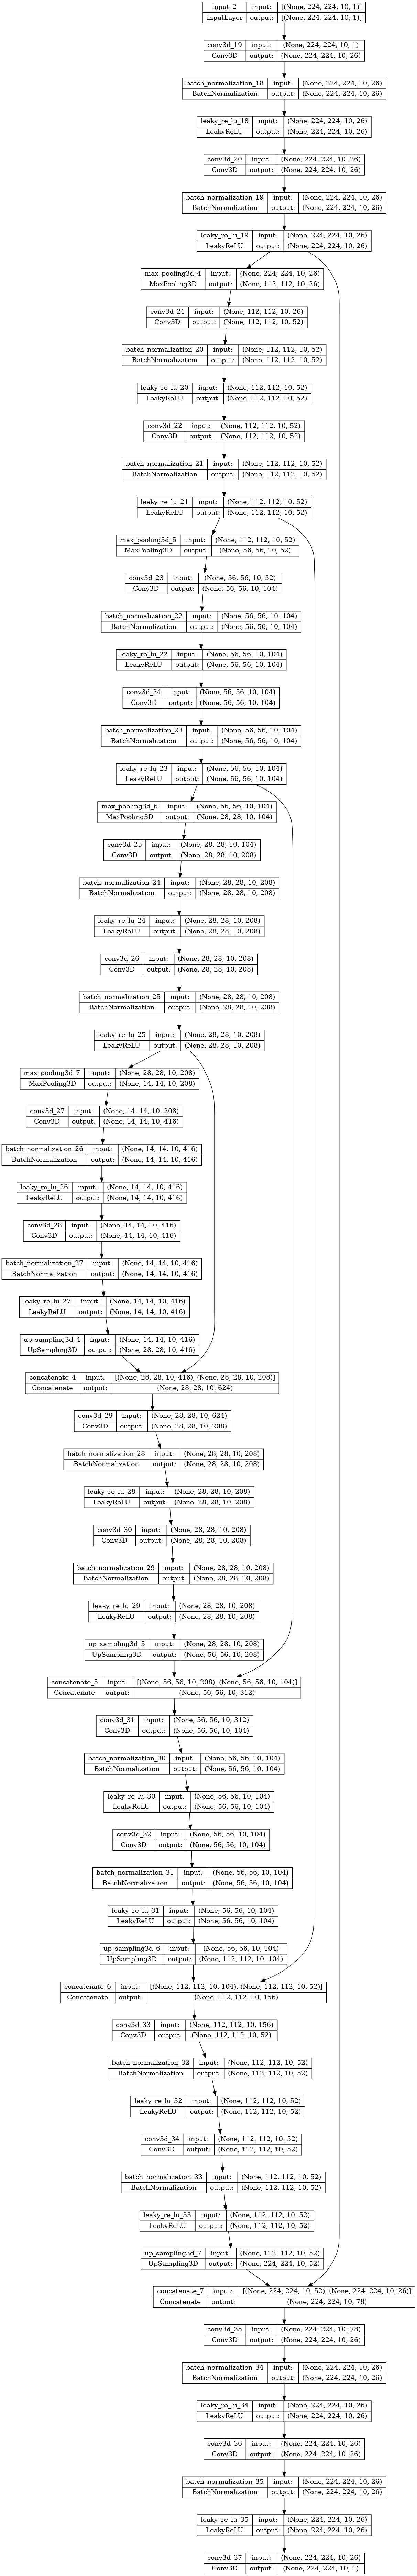 input_2 input: [(None, 224, 224, 10, 1)]
InputLayer output: [(None, 224, 224, 10, 1)]
conv3d_19 input: (None, 224, 224, 10, 1)
Conv3D output: (None, 224, 224, 10, 26)
batch_normalization_18 input: (None, 224, 224, 10, 26)
BatchNormalization output: (None, 224, 224, 10, 26)
leaky_re_lu_18 input: (None, 224, 224, 10, 26)
LeakyReLU output: (None, 224, 224, 10, 26)
conv3d_20 input: (None, 224, 224, 10, 26)
Conv3D output: (None, 224, 224, 10, 26)
batch_normalization_19 input: (None, 224, 224, 10, 26)
BatchNormalization output: (None, 224, 224, 10, 26)
leaky_re_lu_19 input: (None, 224, 224, 10, 26)
LeakyReLU output: (None, 224, 224, 10, 26)
max_pooling3d_4 input: (None, 224, 224, 10, 26)
MaxPooling3D output: (None, 112, 112, 10, 26)
conv3d_21 input: (None, 112, 112, 10, 26)
Conv3D output: (None, 112, 112, 10, 52)
batch_normalization_20 input: (None, 112, 112, 10, 52)
BatchNormalization output: (None, 112, 112, 10, 52)
leaky_re_lu_20 input: (None, 112, 112, 10, 52)
LeakyReLU output: (None, 112, 112, 10, 52)
conv3d_22 input: (None, 112, 112, 10, 52)
Conv3D output: (None, 112, 112, 10, 52)
batch_normalization_21 input: (None, 112, 112, 10, 52)
BatchNormalization output: (None, 112, 112, 10, 52)
leaky_re_lu_21 input: (None, 112, 112, 10, 52)
LeakyReLU output: (None, 112, 112, 10, 52)
max_pooling3d_5 input: (None, 112, 112, 10, 52)
MaxPooling3D output: (None, 56, 56, 10, 52)
conv3d_23 input: (None, 56, 56, 10, 52)
Conv3D output: (None, 56, 56, 10, 104)
batch_normalization_22 input: (None, 56, 56, 10, 104)
BatchNormalization output: (None, 56, 56, 10, 104)
leaky_re_lu_22 input: (None, 56, 56, 10, 104)
LeakyReLU output: (None, 56, 56, 10, 104)
conv3d_24 input: (None, 56, 56, 10, 104)
Conv3D output: (None, 56, 56, 10, 104)
batch_normalization_23 input: (None, 56, 56, 10, 104)
BatchNormalization output: (None, 56, 56, 10, 104)
leaky_re_lu_23 input: (None, 56, 56, 10, 104)
LeakyReLU output: (None, 56, 56, 10, 104)
max_pooling3d_6 input: (None, 56, 56, 10, 104)
MaxPooling3D output: (None, 28, 28, 10, 104)
conv3d_25 input: (None, 28, 28, 10, 104)
Conv3D output: (None, 28, 28, 10, 208)
batch_normalization_24 input: (None, 28, 28, 10, 208)
BatchNormalization output: (None, 28, 28, 10, 208)
leaky_re_lu_24 input: (None, 28, 28, 10, 208)
LeakyReLU output: (None, 28, 28, 10, 208)
conv3d_26 input: (None, 28, 28, 10, 208)
Conv3D output: (None, 28, 28, 10, 208)
batch_normalization_25 input: (None, 28, 28, 10, 208)
BatchNormalization output: (None, 28, 28, 10, 208)
leaky_re_lu_25 input: (None, 28, 28, 10, 208)
LeakyReLU output: (None, 28, 28, 10, 208)
max_pooling3d_7 input: (None, 28, 28, 10, 208)
MaxPooling3D output: (None, 14, 14, 10, 208)
conv3d_27 input: (None, 14, 14, 10, 208)
Conv3D output: (None, 14, 14, 10, 416)
batch_normalization_26 input: (None, 14, 14, 10, 416)
BatchNormalization output: (None, 14, 14, 10, 416)
leaky_re_lu_26 input: (None, 14, 14, 10, 416)
LeakyReLU output: (None, 14, 14, 10, 416)
conv3d_28 input: (None, 14, 14, 10, 416)
Conv3D output: (None, 14, 14, 10, 416)
batch_normalization_27 input: (None, 14, 14, 10, 416)
BatchNormalization output: (None, 14, 14, 10, 416)
leaky_re_lu_27 input: (None, 14, 14, 10, 416)
LeakyReLU output: (None, 14, 14, 10, 416)
up_sampling3d_4 input: (None, 14, 14, 10, 416)
UpSampling3D output: (None, 28, 28, 10, 416)
concatenate_4 input: [(None, 28, 28, 10, 416), (None, 28, 28, 10, 208)]
Concatenate output: (None, 28, 28, 10, 624)
conv3d_29 input: (None, 28, 28, 10, 624)
Conv3D output: (None, 28, 28, 10, 208)
batch_normalization_28 input: (None, 28, 28, 10, 208)
BatchNormalization output: (None, 28, 28, 10, 208)
leaky_re_lu_28 input: (None, 28, 28, 10, 208)
LeakyReLU output: (None, 28, 28, 10, 208)
conv3d_30 input: (None, 28, 28, 10, 208)
Conv3D output: (None, 28, 28, 10, 208)
batch_normalization_29 input: (None, 28, 28, 10, 208)
BatchNormalization output: (None, 28, 28, 10, 208)
leaky_re_lu_29 input: (None, 28, 28, 10, 208)
LeakyReLU output: (None, 28, 28, 10, 208)
up_sampling3d_5 input: (None, 28, 28, 10, 208)
UpSampling3D output: (None, 56, 56, 10, 208)
concatenate_5 input: [(None, 56, 56, 10, 208), (None, 56, 56, 10, 104)]
Concatenate output: (None, 56, 56, 10, 312)
conv3d_31 input: (None, 56, 56, 10, 312)
Conv3D output: (None, 56, 56, 10, 104)
batch_normalization_30 input: (None, 56, 56, 10, 104)
BatchNormalization output: (None, 56, 56, 10, 104)
leaky_re_lu_30 input: (None, 56, 56, 10, 104)
LeakyReLU output: (None, 56, 56, 10, 104)
conv3d_32 input: (None, 56, 56, 10, 104)
Conv3D output: (None, 56, 56, 10, 104)
batch_normalization_31 input: (None, 56, 56, 10, 104)
BatchNormalization output: (None, 56, 56, 10, 104)
leaky_re_lu_31 input: (None, 56, 56, 10, 104)
LeakyReLU output: (None, 56, 56, 10, 104)
up_sampling3d_6 input: (None, 56, 56, 10, 104)
UpSampling3D output: (None, 112, 112, 10, 104)
concatenate_6 input: [(None, 112, 112, 10, 104), (None, 112, 112, 10, 52)]
Concatenate output: (None, 112, 112, 10, 156)
conv3d_33 input: (None, 112, 112, 10, 156)
Conv3D output: (None, 112, 112, 10, 52)
batch_normalization_32 input: (None, 112, 112, 10, 52)
BatchNormalization output: (None, 112, 112, 10, 52)
leaky_re_lu_32 input: (None, 112, 112, 10, 52)
LeakyReLU output: (None, 112, 112, 10, 52)
conv3d_34 input: (None, 112, 112, 10, 52)
Conv3D output: (None, 112, 112, 10, 52)
batch_normalization_33 input: (None, 112, 112, 10, 52)
BatchNormalization output: (None, 112, 112, 10, 52)
leaky_re_lu_33 input: (None, 112, 112, 10, 52)
LeakyReLU output: (None, 112, 112, 10, 52)
up_sampling3d_7 input: (None, 112, 112, 10, 52)
UpSampling3D output: (None, 224, 224, 10, 52)
concatenate_7 input: [(None, 224, 224, 10, 52), (None, 224, 224, 10, 26)]
Concatenate output: (None, 224, 224, 10, 78)
conv3d_35 input: (None, 224, 224, 10, 78)
Conv3D output: (None, 224, 224, 10, 26)
batch_normalization_34 input: (None, 224, 224, 10, 26)
BatchNormalization output: (None, 224, 224, 10, 26)
leaky_re_lu_34 input: (None, 224, 224, 10, 26)
LeakyReLU output: (None, 224, 224, 10, 26)
conv3d_36 input: (None, 224, 224, 10, 26)
Conv3D output: (None, 224, 224, 10, 26)
batch_normalization_35 input: (None, 224, 224, 10, 26)
BatchNormalization output: (None, 224, 224, 10, 26)
leaky_re_lu_35 input: (None, 224, 224, 10, 26)
LeakyReLU output: (None, 224, 224, 10, 26)
conv3d_37 input: (None, 224, 224, 10, 26)
Conv3D output: (None, 224, 224, 10, 1)